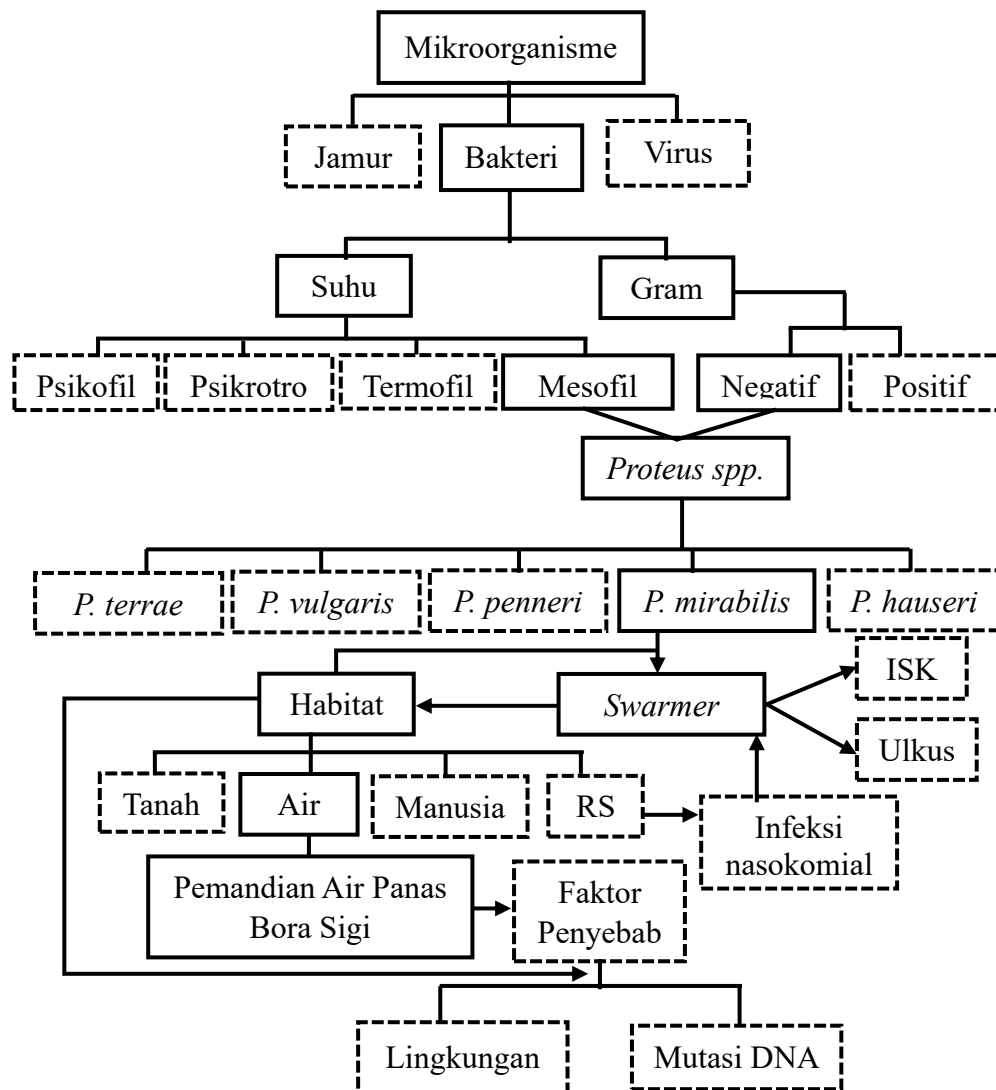 Mikroorganisme
Jamur
Bakteri
Virus
Suhu
Gram
Psikofil
Psikrotro
Termofil
Mesofil
Negatif
Positif
Proteus spp.
P. terrae
P. vulgaris
P. penneri
P. mirabilis
P. hauseri
Habitat
Swarmer
ISK
Ulkus
Tanah
Air
Manusia
RS
Infeksi
nasokomial
Pemandian Air Panas
Bora Sigi
Faktor
Penyebab
Lingkungan
Mutasi DNA